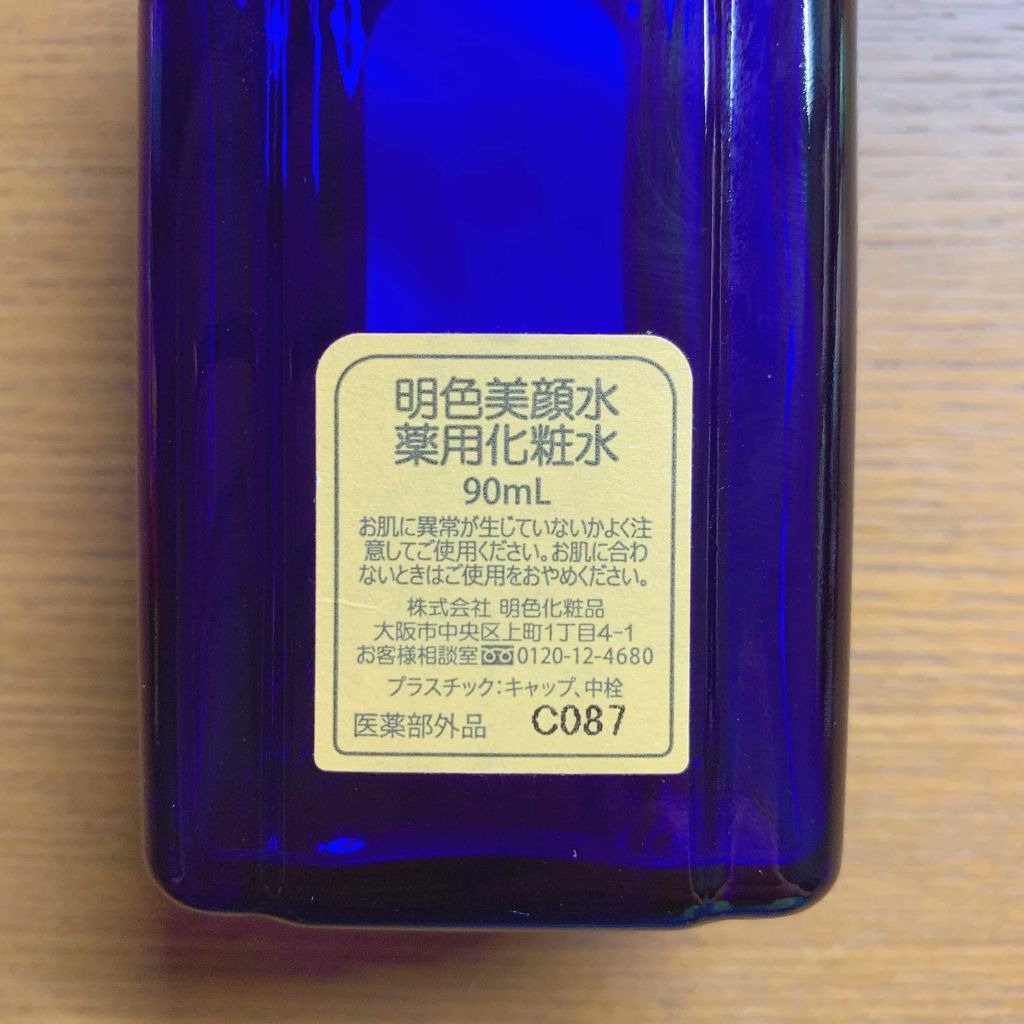 明色美顔水
薬用化粧水
90mL
お肌に異常が生じていないかよく注
意してご使用ください。お肌に合わ
ないときはご使用をおやめください。
株式会社 明色化粧品
大阪市中央区上町1丁目4-1
お客様相談室 0120-12-4680
プラスチック：キャップ、中栓
医薬部外品 C087